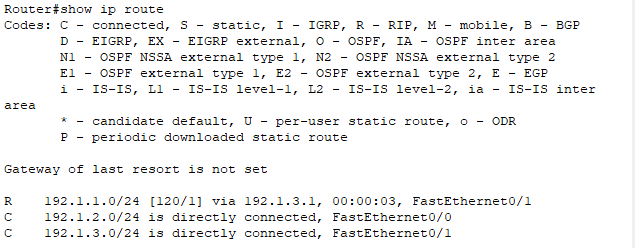 Router#show ip route
Codes: C - connected, S - static, I - IGRP, R - RIP, M - mobile, B - BGP
D - EIGRP, EX - EIGRP external, O - OSPF, IA - OSPF inter area
N1 - OSPF NSSA external type 1, N2 - OSPF NSSA external type 2
E1 - OSPF external type 1, E2 - OSPF external type 2, E - EGP
i - IS-IS, L1 - IS-IS level-1, L2 - IS-IS level-2, ia - IS-IS inter
area
* - candidate default, U - per-user static route, o - ODR
P - periodic downloaded static route
Gateway of last resort is not set
R 192.1.1.0/24 [120/1] via 192.1.3.1, 00:00:03, FastEthernet0/1
C 192.1.2.0/24 is directly connected, FastEthernet0/0
C 192.1.3.0/24 is directly connected, FastEthernet0/1